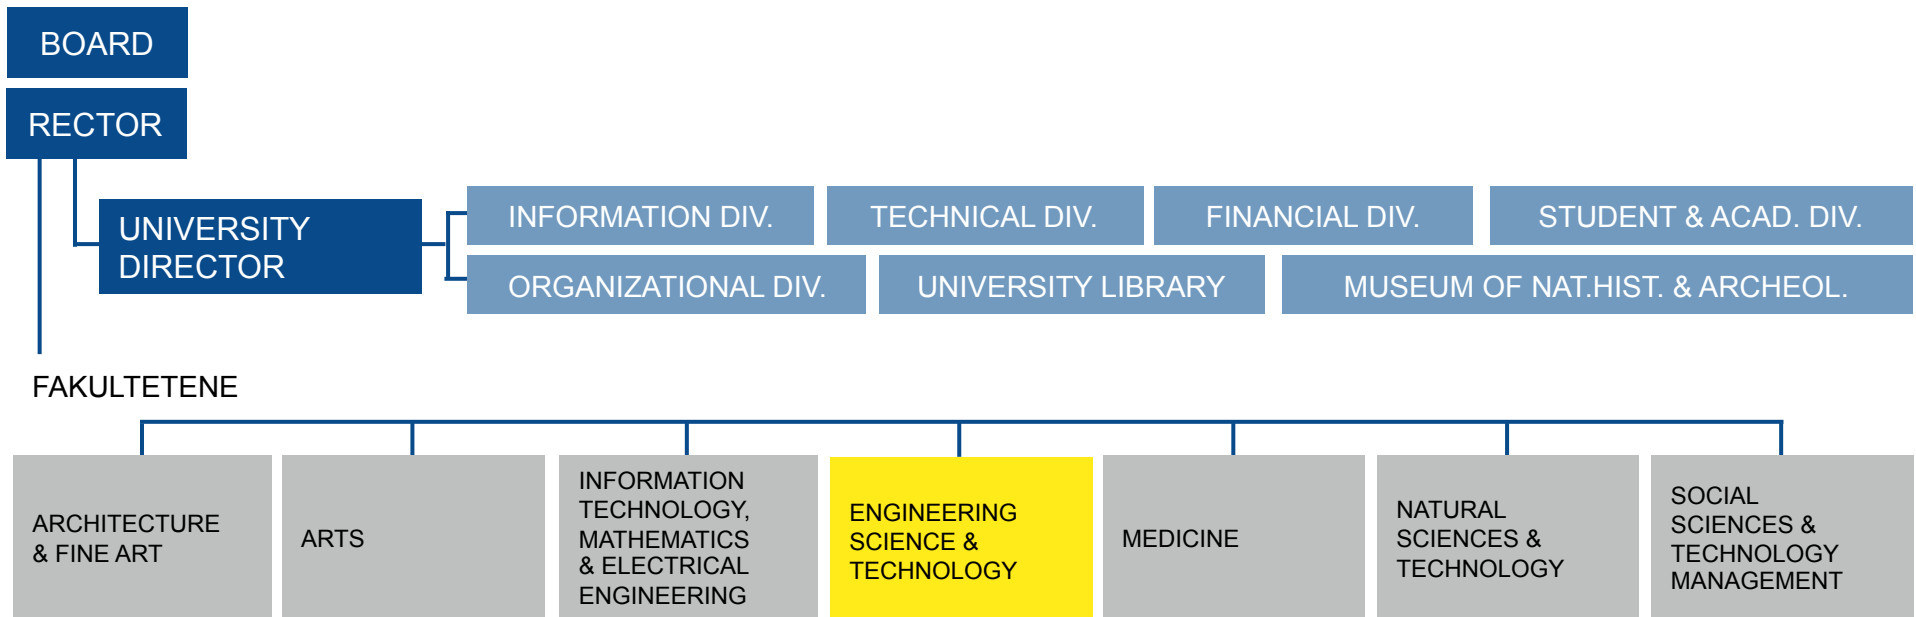 BOARD
RECTOR
UNIVERSITY
DIRECTOR
INFORMATION DIV.
TECHNICAL DIV.
FINANCIAL DIV.
STUDENT & ACAD. DIV.
ORGANIZATIONAL DIV.
UNIVERSITY LIBRARY
MUSEUM OF NAT.HIST. & ARCHEOL.
FAKULTETENE
ARCHITECTURE
& FINE ART
ARTS
INFORMATION
TECHNOLOGY,
MATHEMATICS
& ELECTRICAL
ENGINEERING
ENGINEERING
SCIENCE &
TECHNOLOGY
MEDICINE
NATURAL
SCIENCES &
TECHNOLOGY
SOCIAL
SCIENCES &
TECHNOLOGY
MANAGEMENT